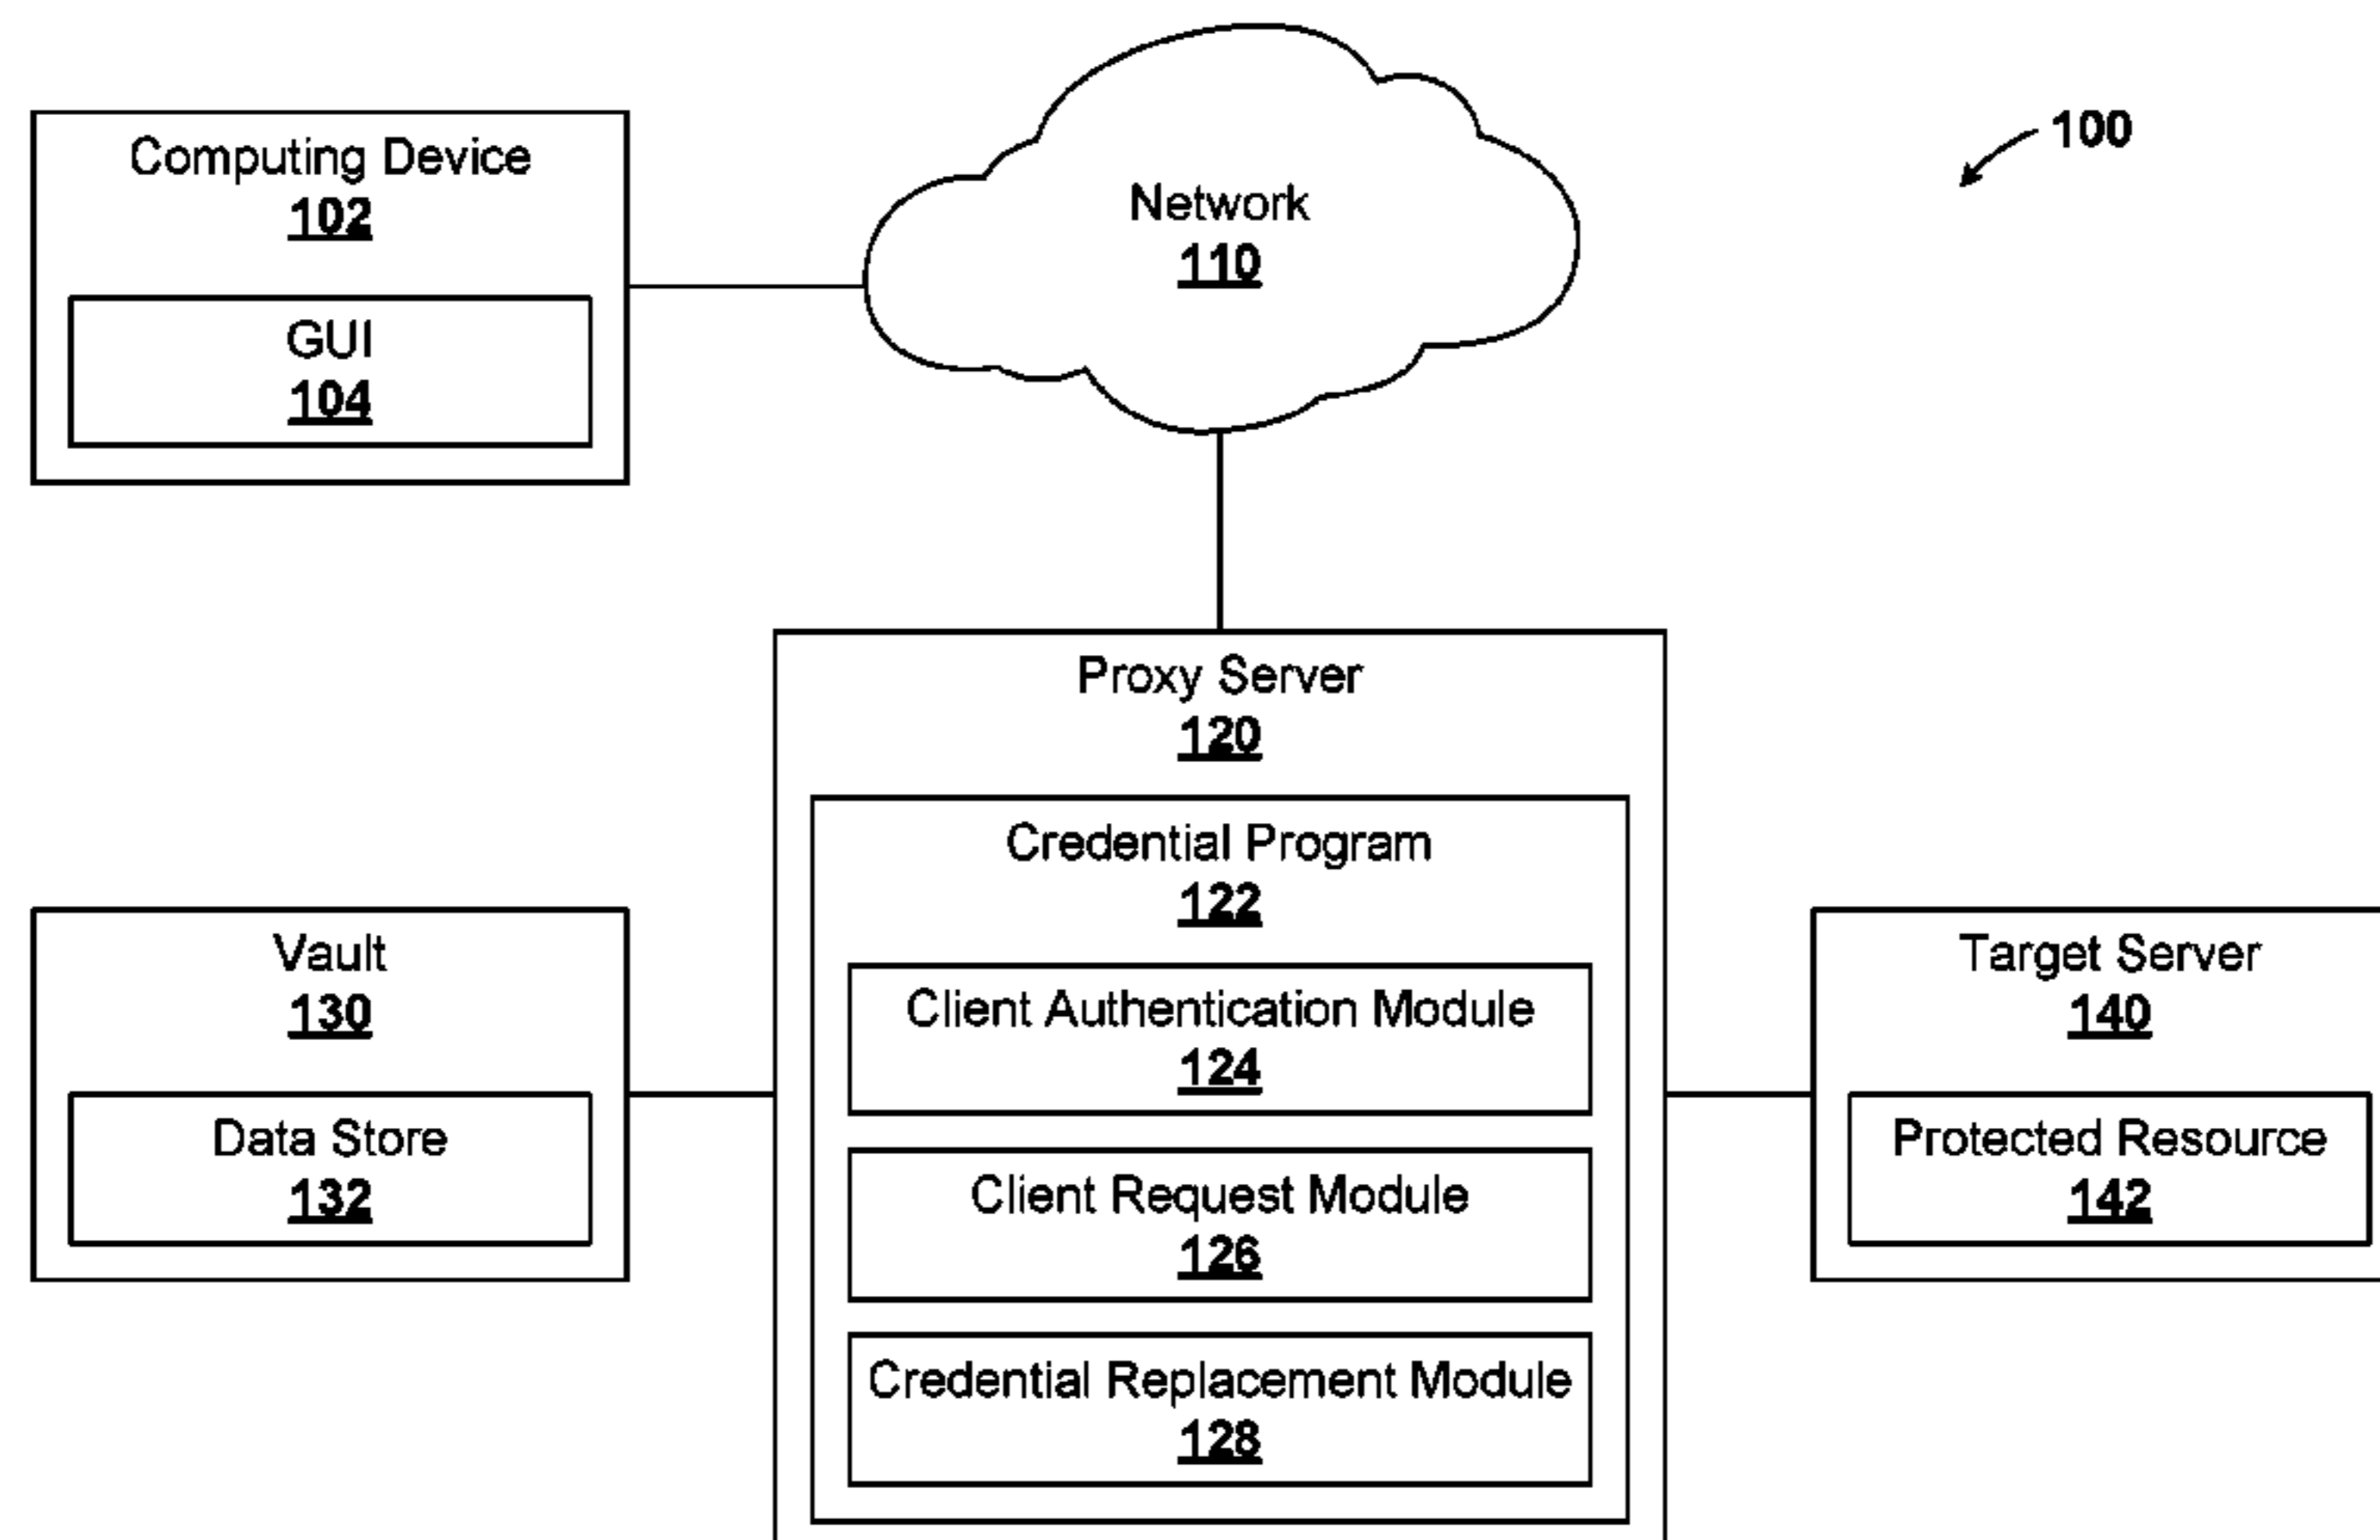 Computing Device
102
GUI
104
Network
110
100
Proxy Server
120
Credential Program
122
Client Authentication Module
124
Client Request Module
126
Credential Replacement Module
128
Vault
130
Data Store
132
Target Server
140
Protected Resource
142